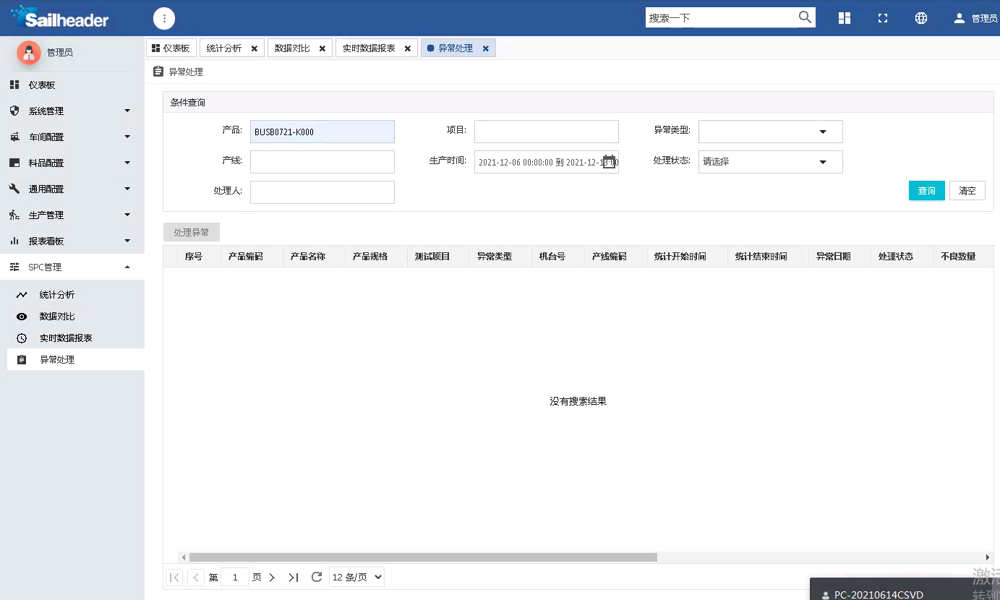 Sailheader
搜索一下
管理员
管理员
仪表板
统计分析
数据对比
实时数据报表
异常处理
异常处理
仪表板
系统管理
车间配置
料品配置
通用配置
生产管理
报表看板
SPC管理
统计分析
数据对比
实时数据报表
异常处理
条件查询
产品: BUSB0721-K000
项目:
异常类型:
产线:
生产时间: 2021-12-06 00:00:00 到 2021-12-13 00
处理状态: 请选择
处理人:
查询
清空
处理异常
序号 产品编码 产品名称 产品规格 测试项目 异常类型 机台号 产线编码 统计开始时间 统计结束时间 异常日期 处理状态 不良数量
没有搜索结果
第 1 页
12 条/页
激活
转到
PC-20210614CSVD